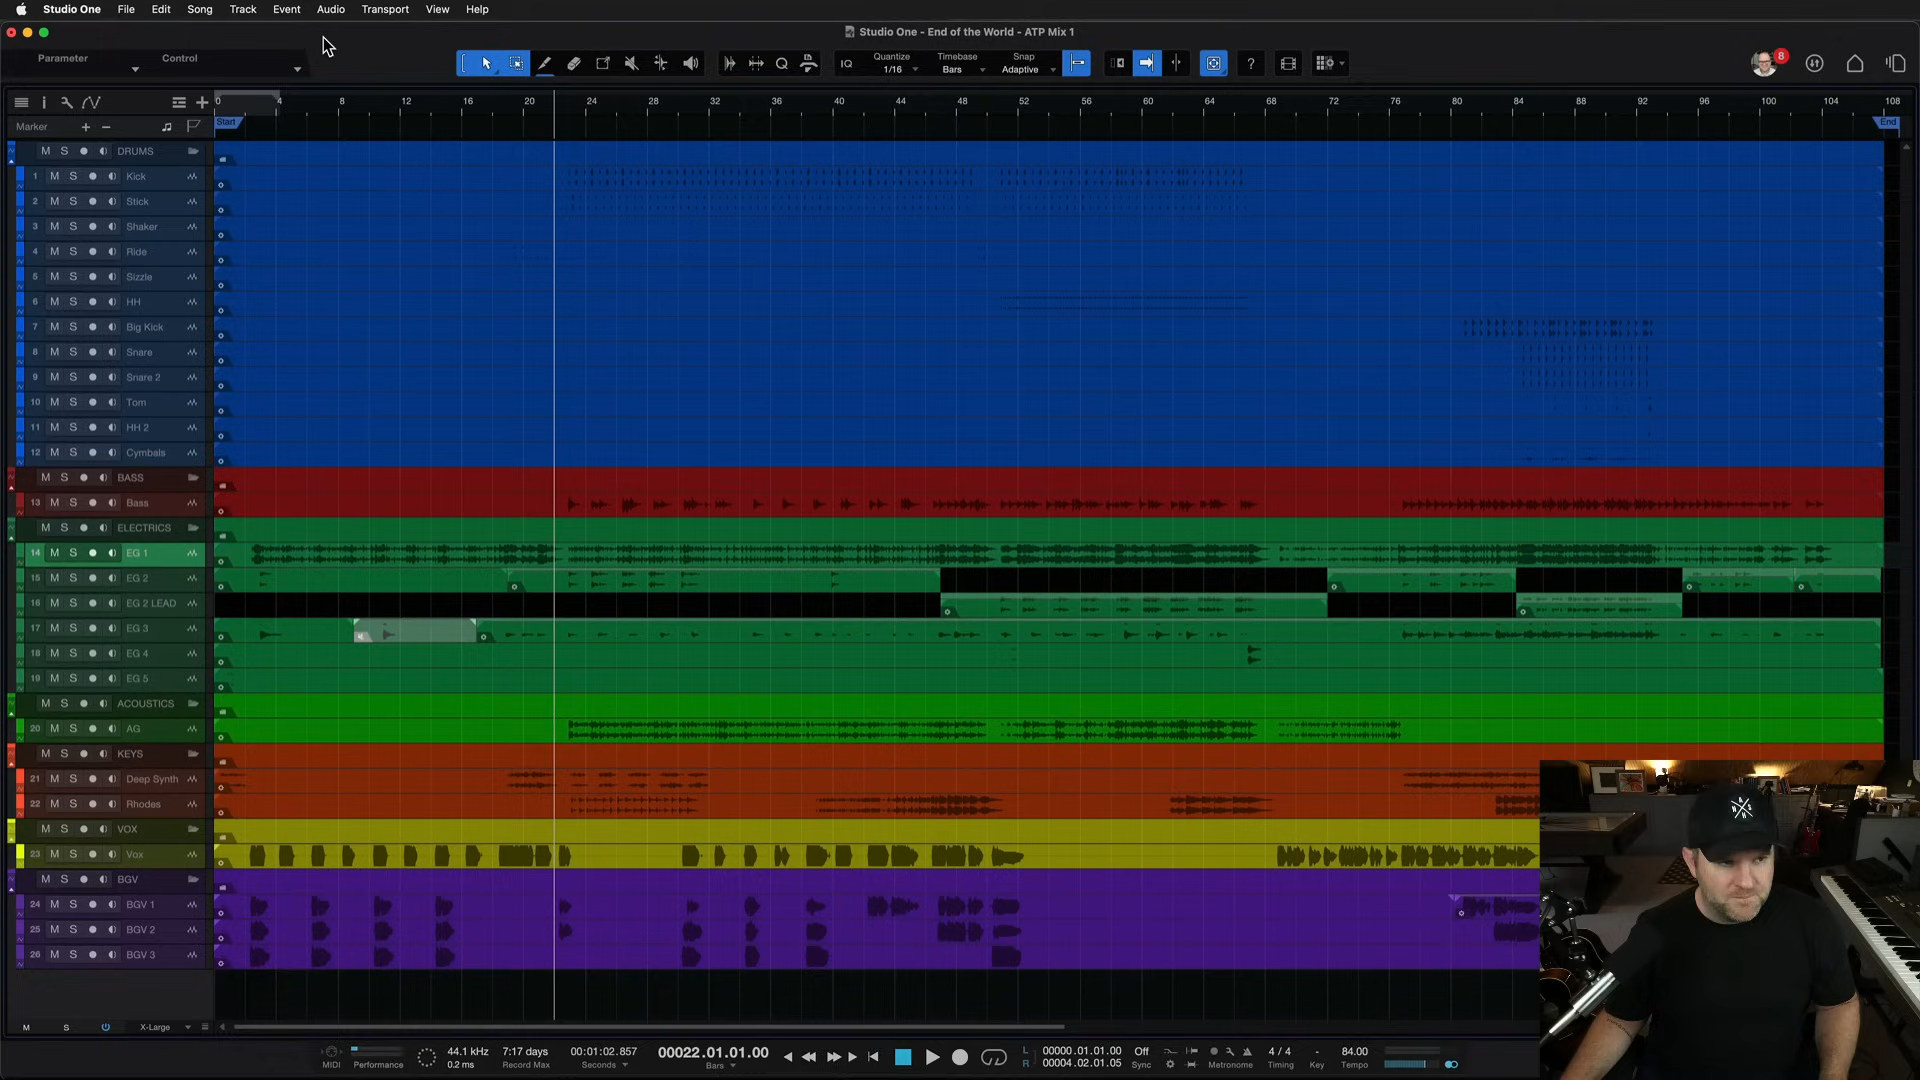 Studio One File Edit Song Track Event Audio Transport View Help
Studio One - End of the World - ATP Mix 1
Parameter Control
IQ Quantize 1/16 Timebase Bars Snap Adaptive ? 8
0 4 8 12 16 20 24 28 32 36 40 44 48 52 56 60 64 68 72 76 80 84 88 92 96 100 104 108
Marker + - Start End
M S DRUMS
1 M S Kick
2 M S Stick
3 M S Shaker
4 M S Ride
5 M S Sizzle
6 M S HH
7 M S Big Kick
8 M S Snare
9 M S Snare 2
10 M S Tom
11 M S HH 2
12 M S Cymbals
M S BASS
13 M S Bass
M S ELECTRICS
14 M S EG 1
15 M S EG 2
16 M S EG 2 LEAD
17 M S EG 3
18 M S EG 4
19 M S EG 5
M S ACOUSTICS
20 M S AG
M S KEYS
21 M S Deep Synth
22 M S Rhodes
M S VOX
23 M S Vox
M S BGV
24 M S BGV 1
25 M S BGV 2
26 M S BGV 3
M S X-Large
MIDI Performance
44.1 kHz
0.2 ms
7:17 days
Record Max
00:01:02.857
Seconds
00022.01.01.00
Bars
L 00000.01.01.00
R 00004.02.01.05
Off
Sync
Metronome
4 / 4
Timing
-
Key
84.00
Tempo